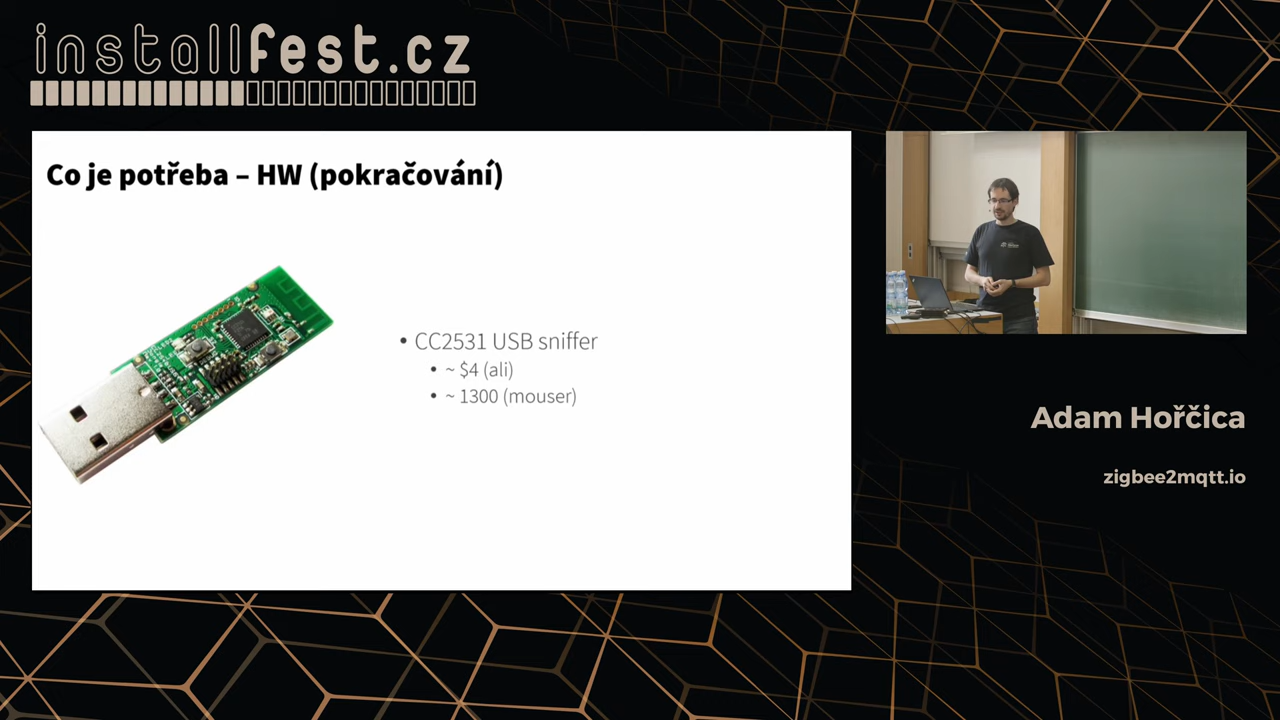 installfest.cz
Co je potřeba – HW (pokračování)
• CC2531 USB sniffer
• ~ $4 (ali)
• ~ 1300 (mouser)
Adam Hořčica
zigbee2mqtt.io